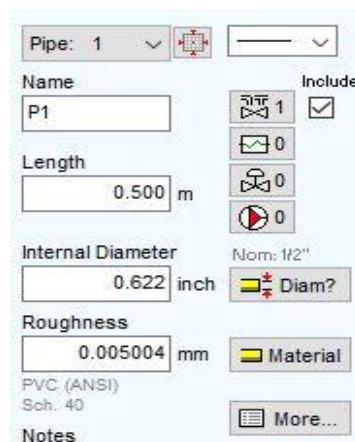 Pipe: 1
Name
Include
P1
1
0
Length
0.500 m
0
0
Internal Diameter
Nom: 1/2"
0.622 inch
Diam?
Roughness
0.005004 mm
Material
PVC (ANSI)
Sch. 40
More...
Notes